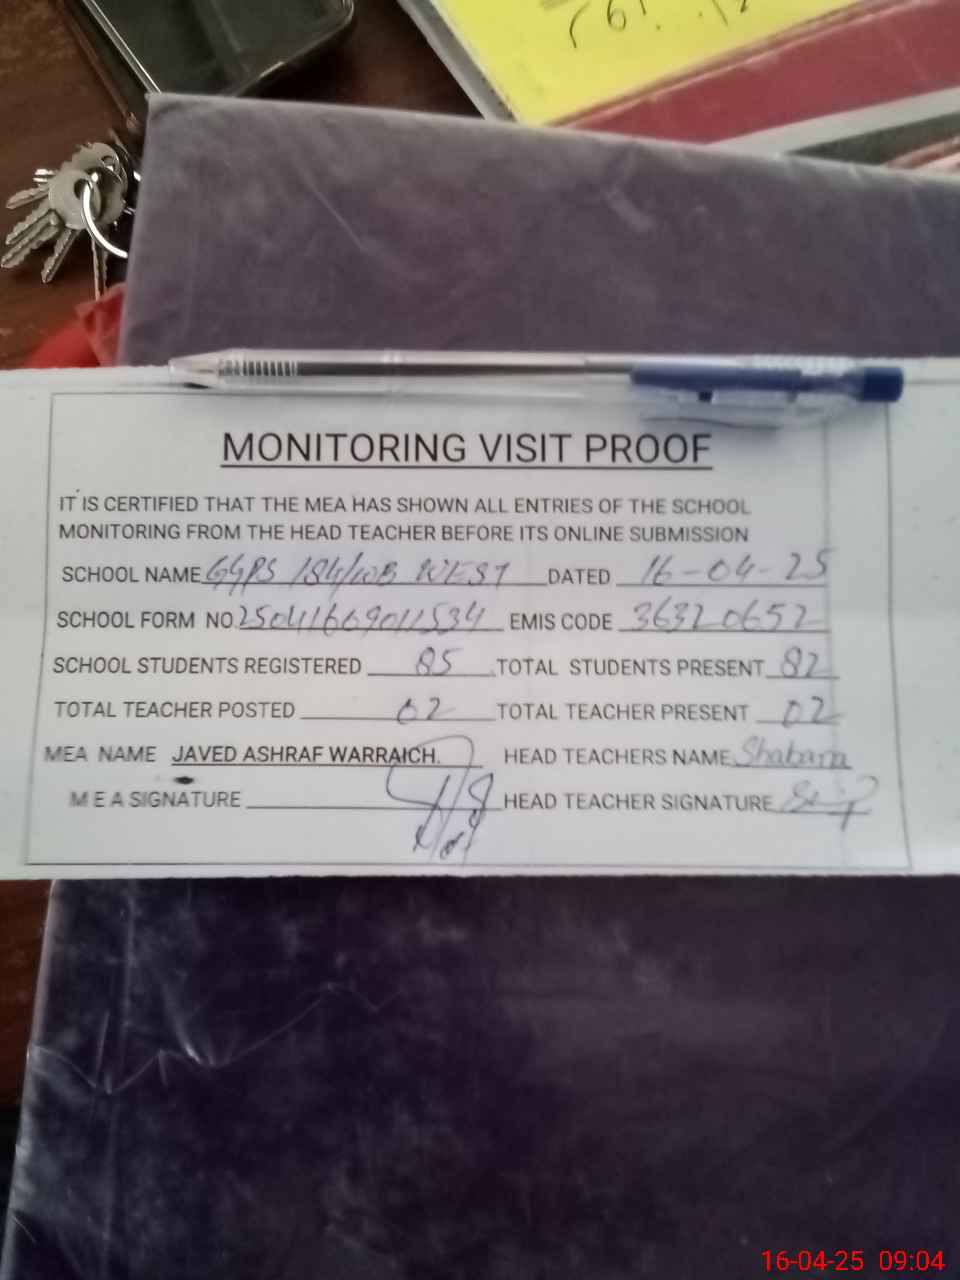 MONITORING VISIT PROOF
IT IS CERTIFIED THAT THE MEA HAS SHOWN ALL ENTRIES OF THE SCHOOL
MONITORING FROM THE HEAD TEACHER BEFORE ITS ONLINE SUBMISSION
SCHOOL NAME GGPS 184/WB WEST DATED 16-04-25
SCHOOL FORM NO. EMIS CODE 36320652
SCHOOL STUDENTS REGISTERED 85 TOTAL STUDENTS PRESENT 82
TOTAL TEACHER POSTED 02 TOTAL TEACHER PRESENT 02
MEA NAME JAVED ASHRAF WARRAICH. HEAD TEACHERS NAME Shabana
M E A SIGNATURE HEAD TEACHER SIGNATURE
16-04-25 09:04